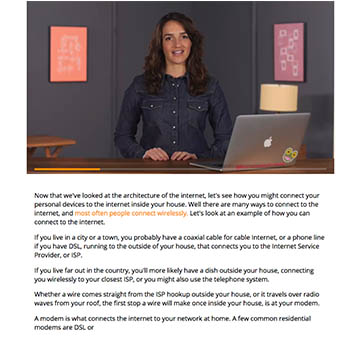 Now that we've looked at the architecture of the internet, let's see how you might connect your
personal devices to the internet inside your house. Well there are many ways to connect to the
internet, and most often people connect wirelessly. Let's look at an example of how you can
connect to the internet.
If you live in a city or a town, you probably have a coaxial cable for cable Internet, or a phone line
if you have DSL, running to the outside of your house, that connects you to the Internet Service
Provider, or ISP.
If you live far out in the country, you'll more likely have a dish outside your house, connecting
you wirelessly to your closest ISP, or you might also use the telephone system.
Whether a wire comes straight from the ISP hookup outside your house, or it travels over radio
waves from your roof, the first stop a wire will make once inside your house, is at your modem.
A modem is what connects the internet to your network at home. A few common residential
modems are DSL or